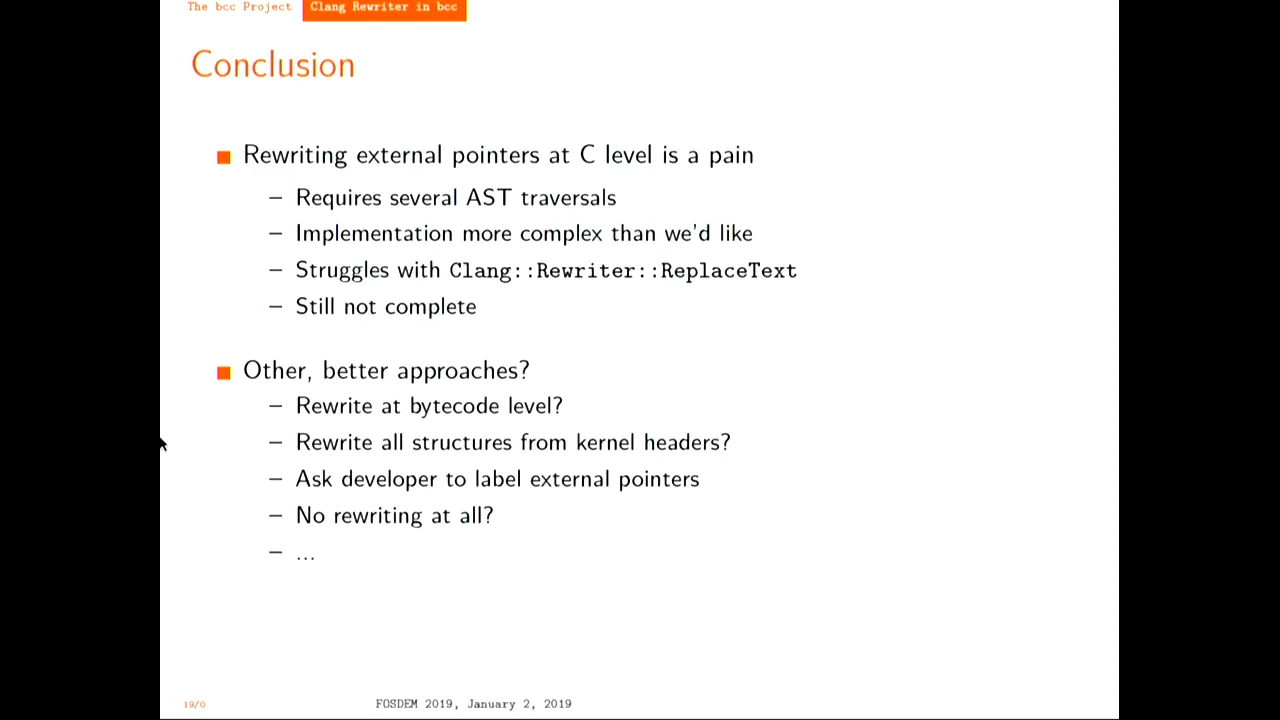 The bcc Project Clang Rewriter in bcc
Conclusion
Rewriting external pointers at C level is a pain
– Requires several AST traversals
– Implementation more complex than we'd like
– Struggles with Clang::Rewriter::ReplaceText
– Still not complete
Other, better approaches?
– Rewrite at bytecode level?
– Rewrite all structures from kernel headers?
– Ask developer to label external pointers
– No rewriting at all?
– ...
19/0 FOSDEM 2019, January 2, 2019